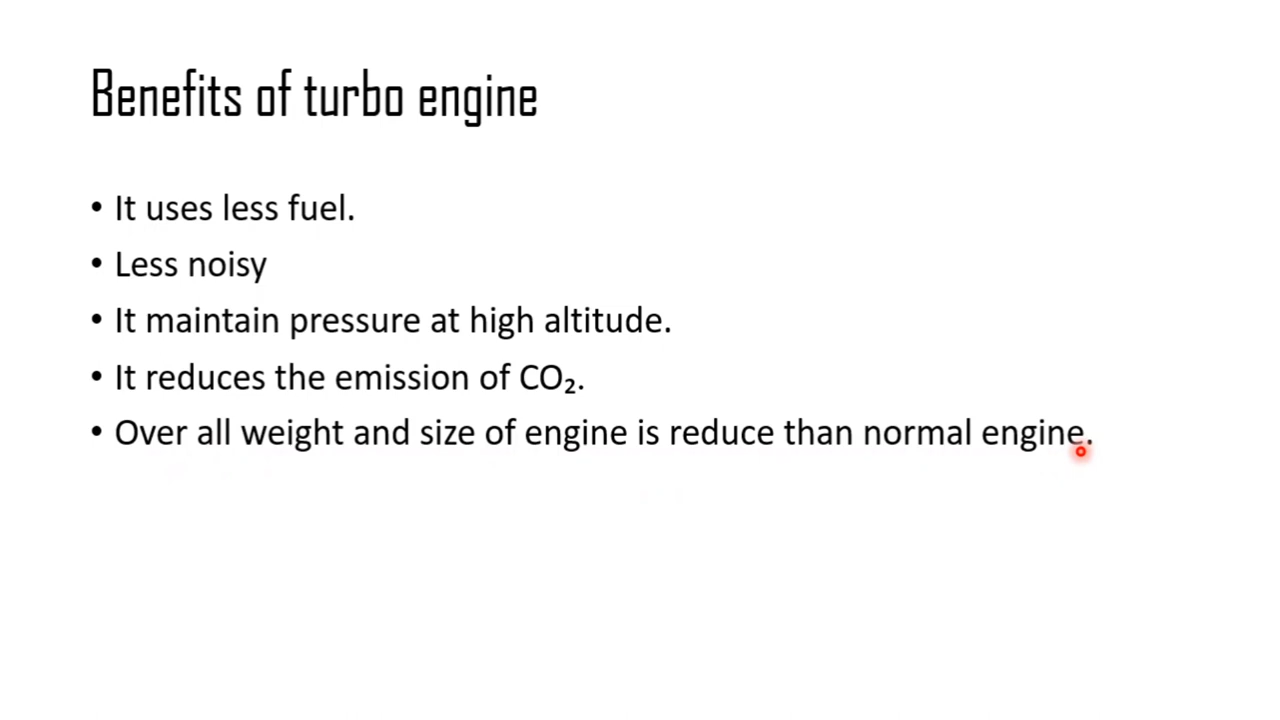 Benefits of turbo engine
• It uses less fuel.
• Less noisy
• It maintain pressure at high altitude.
• It reduces the emission of CO₂.
• Over all weight and size of engine is reduce than normal engine.